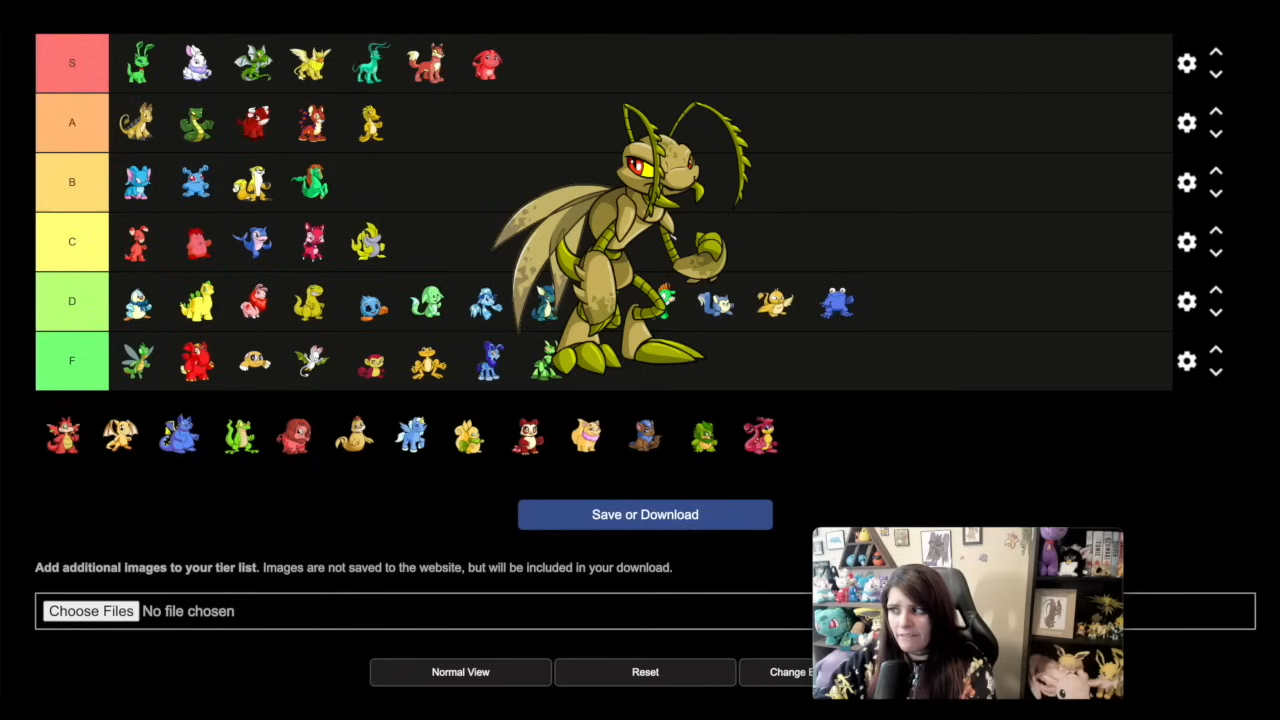 S
A
B
C
D
F
Save or Download
Add additional images to your tier list. Images are not saved to the website, but will be included in your download.
Choose Files No file chosen
Normal View
Reset
Change